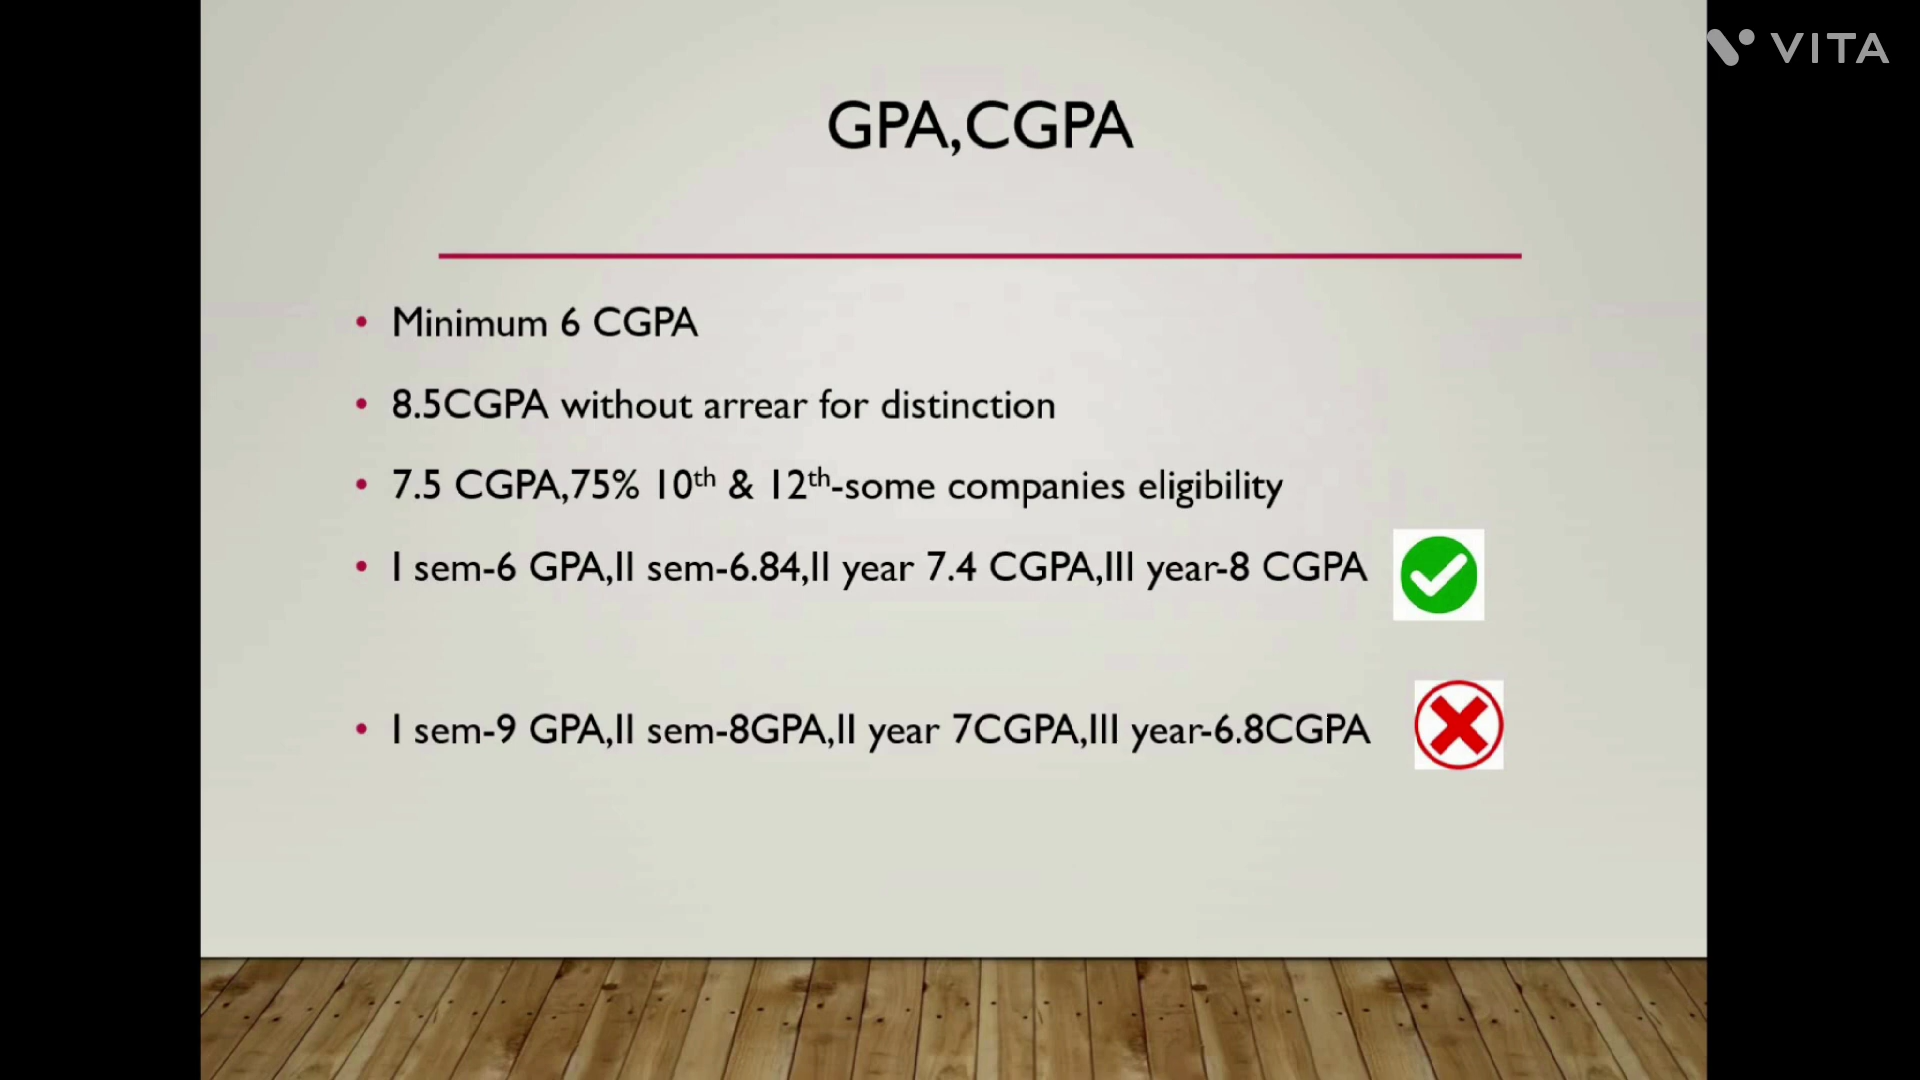 VITA
GPA,CGPA
• Minimum 6 CGPA
• 8.5CGPA without arrear for distinction
• 7.5 CGPA,75% 10th & 12th-some companies eligibility
• I sem-6 GPA,II sem-6.84,II year 7.4 CGPA,III year-8 CGPA
• I sem-9 GPA,II sem-8GPA,II year 7CGPA,III year-6.8CGPA